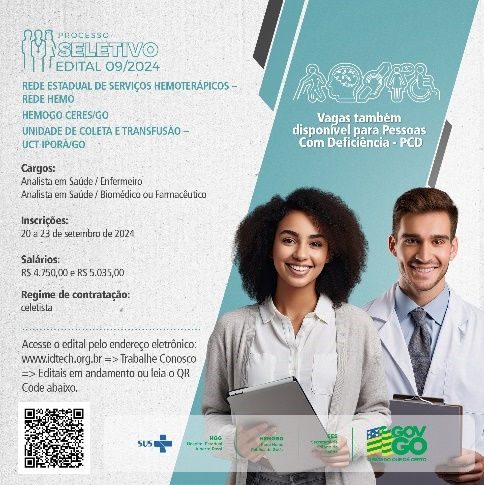 PROCESSO
SELETIVO
EDITAL 09/2024
REDE ESTADUAL DE SERVIÇOS HEMOTERÁPICOS –
REDE HEMO
HEMOGO CERES/GO
UNIDADE DE COLETA E TRANSFUSÃO –
UCT IPORÁ/GO
Vagas também
disponível para Pessoas
Com Deficiência - PCD
Cargos:
Analista em Saúde / Enfermeiro
Analista em Saúde / Biomédico ou Farmacêutico
Inscrições:
20 a 23 de setembro de 2024
Salários:
R$ 4.750,00 e R$ 5.035,00
Regime de contratação:
celetista
Acesse o edital pelo endereço eletrônico:
www.idtech.org.br => Trabalhe Conosco
=> Editais em andamento ou leia o QR
Code abaixo.
SUS
HGG
HEMOGO
SES
GOV
GO